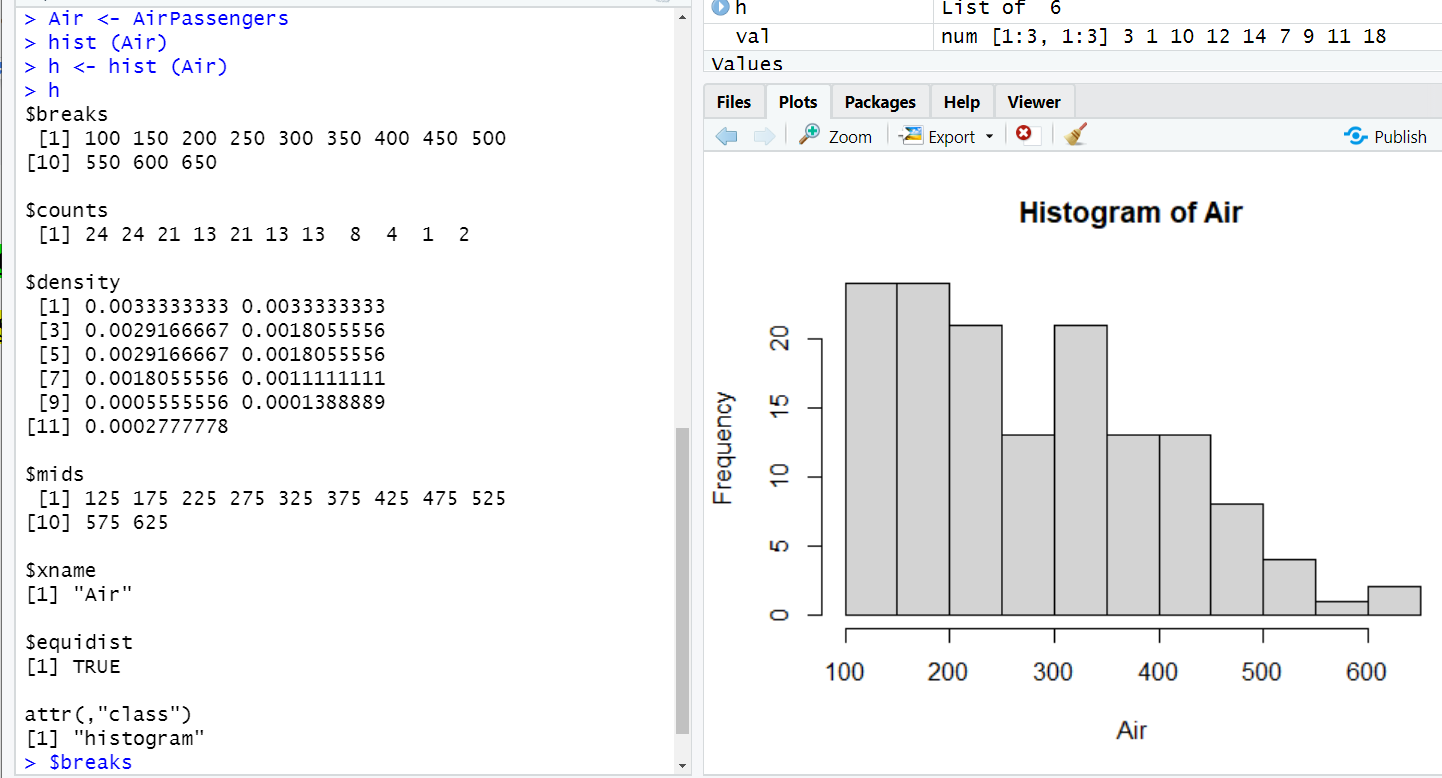 > Air <- AirPassengers
> hist (Air)
> h <- hist (Air)
> h
$breaks
 [1] 100 150 200 250 300 350 400 450 500
[10] 550 600 650

$counts
 [1] 24 24 21 13 21 13 13  8  4  1  2

$density
 [1] 0.0033333333 0.0033333333
 [3] 0.0029166667 0.0018055556
 [5] 0.0029166667 0.0018055556
 [7] 0.0018055556 0.0011111111
 [9] 0.0005555556 0.0001388889
[11] 0.0002777778

$mids
 [1] 125 175 225 275 325 375 425 475 525
[10] 575 625

$xname
[1] "Air"

$equidist
[1] TRUE

attr(,"class")
[1] "histogram"
> $breaks
h List of  6
val num [1:3, 1:3] 3 1 10 12 14 7 9 11 18
Values
Files Plots Packages Help Viewer
Zoom Export Publish
Histogram of Air
Frequency
20
15
10
5
0
100 200 300 400 500 600
Air